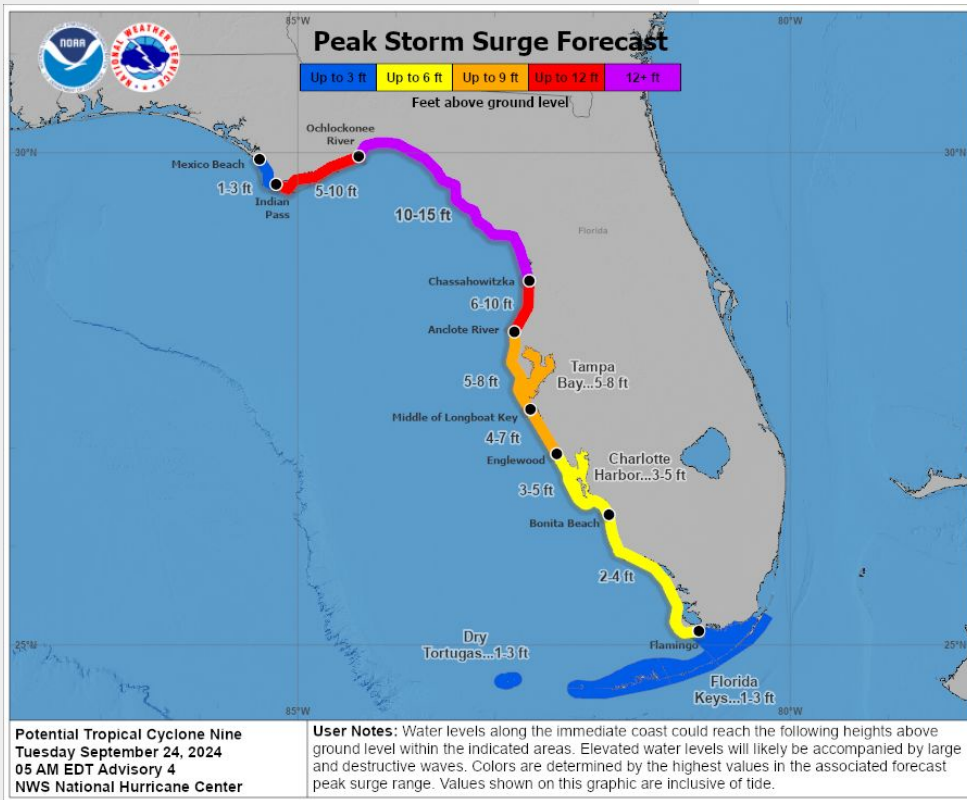 85°W
80°W
NOAA
NATIONAL WEATHER SERVICE
Peak Storm Surge Forecast
Up to 3 ft Up to 6 ft Up to 9 ft Up to 12 ft 12+ ft
Feet above ground level
Ochlockonee
River
30°N
30°N
Mexico Beach
1-3 ft
Indian
Pass
5-10 ft
10-15 ft
Florida
Chassahowitzka
6-10 ft
Anclote River
5-8 ft
Tampa
Bay...5-8 ft
Middle of Longboat Key
4-7 ft
Englewood
Charlotte
Harbor...3-5 ft
3-5 ft
Bonita Beach
2-4 ft
Dry
Tortugas...1-3 ft
Flamingo
25°N
25°N
Florida
Keys...1-3 ft
85°W
80°W
Potential Tropical Cyclone Nine
Tuesday September 24, 2024
05 AM EDT Advisory 4
NWS National Hurricane Center
User Notes: Water levels along the immediate coast could reach the following heights above
ground level within the indicated areas. Elevated water levels will likely be accompanied by large
and destructive waves. Colors are determined by the highest values in the associated forecast
peak surge range. Values shown on this graphic are inclusive of tide.